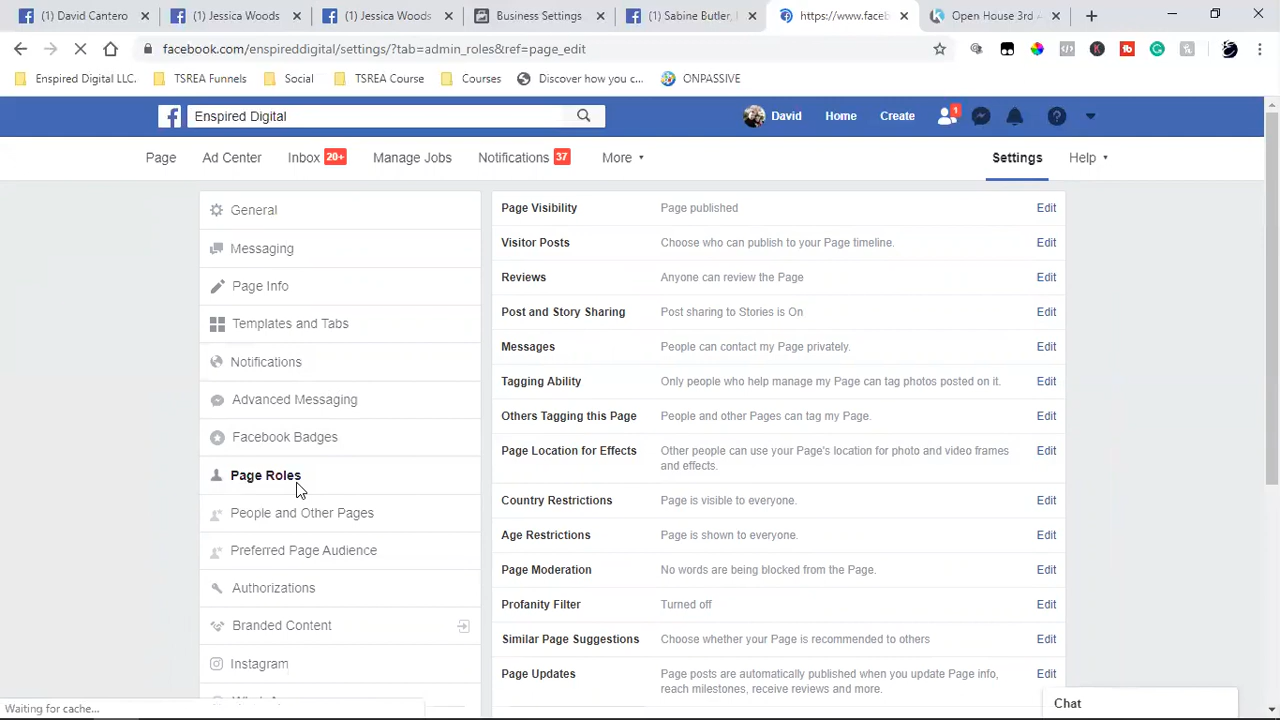 (1) David Cantero
(1) Jessica Woods
(1) Jessica Woods
Business Settings
(1) Sabine Butler,
https://www.faceb
Open House 3rd
facebook.com/enspireddigital/settings/?tab=admin_roles&ref=page_edit
Enspired Digital LLC.
TSREA Funnels
Social
TSREA Course
Courses
Discover how you c...
ONPASSIVE
Enspired Digital
David
Home
Create
1
Page
Ad Center
Inbox 20+
Manage Jobs
Notifications 37
More
Settings
Help
General
Messaging
Page Info
Templates and Tabs
Notifications
Advanced Messaging
Facebook Badges
Page Roles
People and Other Pages
Preferred Page Audience
Authorizations
Branded Content
Instagram
Page Visibility Page published Edit
Visitor Posts Choose who can publish to your Page timeline. Edit
Reviews Anyone can review the Page Edit
Post and Story Sharing Post sharing to Stories is On Edit
Messages People can contact my Page privately. Edit
Tagging Ability Only people who help manage my Page can tag photos posted on it. Edit
Others Tagging this Page People and other Pages can tag my Page. Edit
Page Location for Effects Other people can use your Page's location for photo and video frames Edit
and effects.
Country Restrictions Page is visible to everyone. Edit
Age Restrictions Page is shown to everyone. Edit
Page Moderation No words are being blocked from the Page. Edit
Profanity Filter Turned off Edit
Similar Page Suggestions Choose whether your Page is recommended to others Edit
Page Updates Page posts are automatically published when you update Page info, Edit
reach milestones, receive reviews and more.
Waiting for cache...
Chat